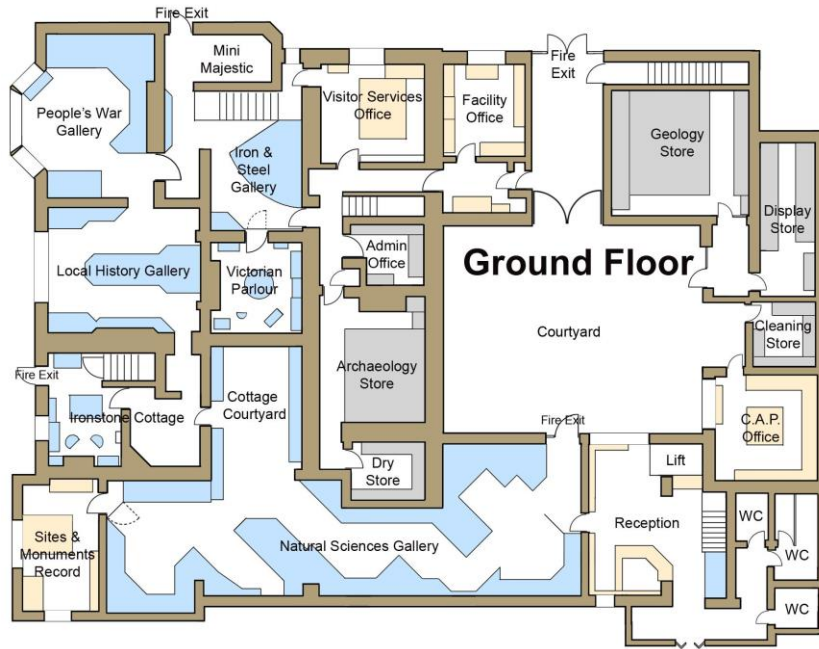 Fire Exit
Mini
Majestic
Fire
Exit
People's War
Gallery
Visitor Services
Office
Facility
Office
Geology
Store
Iron &
Steel
Gallery
Display
Store
Local History Gallery
Victorian
Parlour
Admin
Office
Ground Floor
Courtyard
Cleaning
Store
Archaeology
Store
Fire Exit
Ironstone Cottage
Cottage
Courtyard
Fire Exit
C.A.P.
Office
Dry
Store
Lift
Sites &
Monuments
Record
Natural Sciences Gallery
Reception
WC
WC
WC